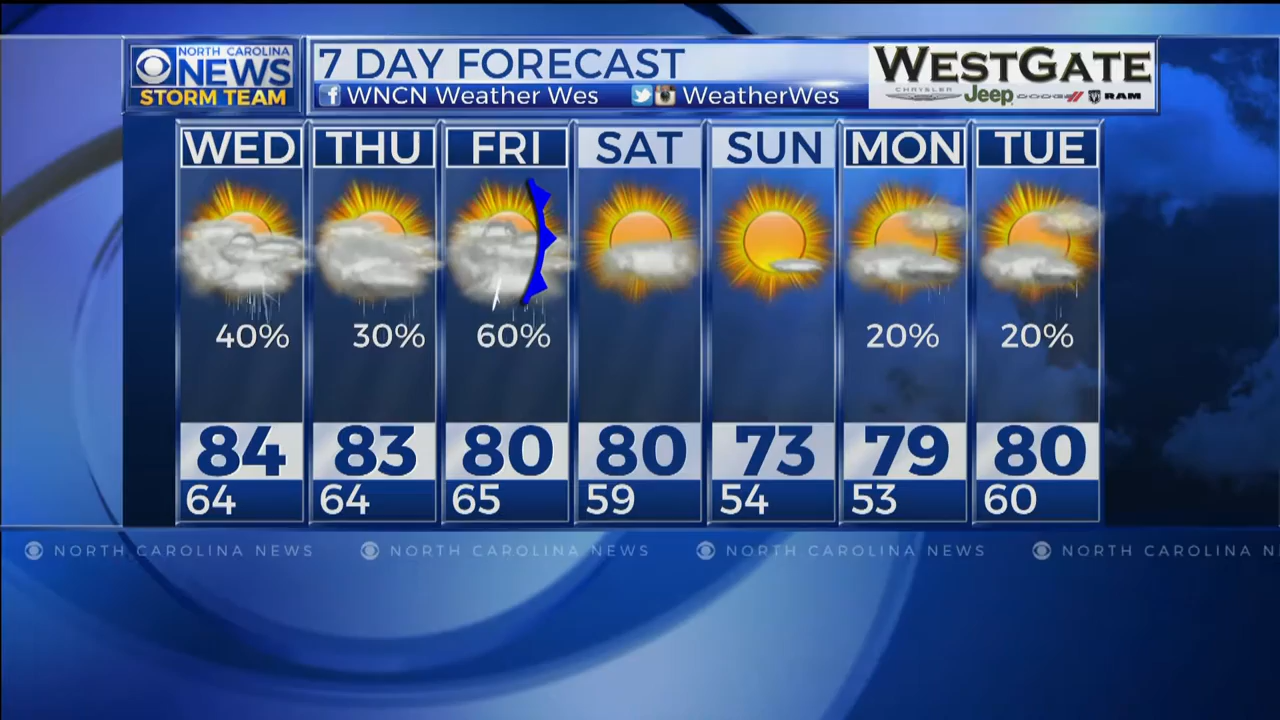 NORTH CAROLINA
NEWS
STORM TEAM
7 DAY FORECAST
WNCN Weather Wes WeatherWes
WESTGATE
CHRYSLER Jeep DODGE RAM
WED THU FRI SAT SUN MON TUE
40% 30% 60% 20% 20%
84 83 80 80 73 79 80
64 64 65 59 54 53 60
NORTH CAROLINA NEWS NORTH CAROLINA NEWS NORTH CAROLINA NEWS NORTH CAROLINA N